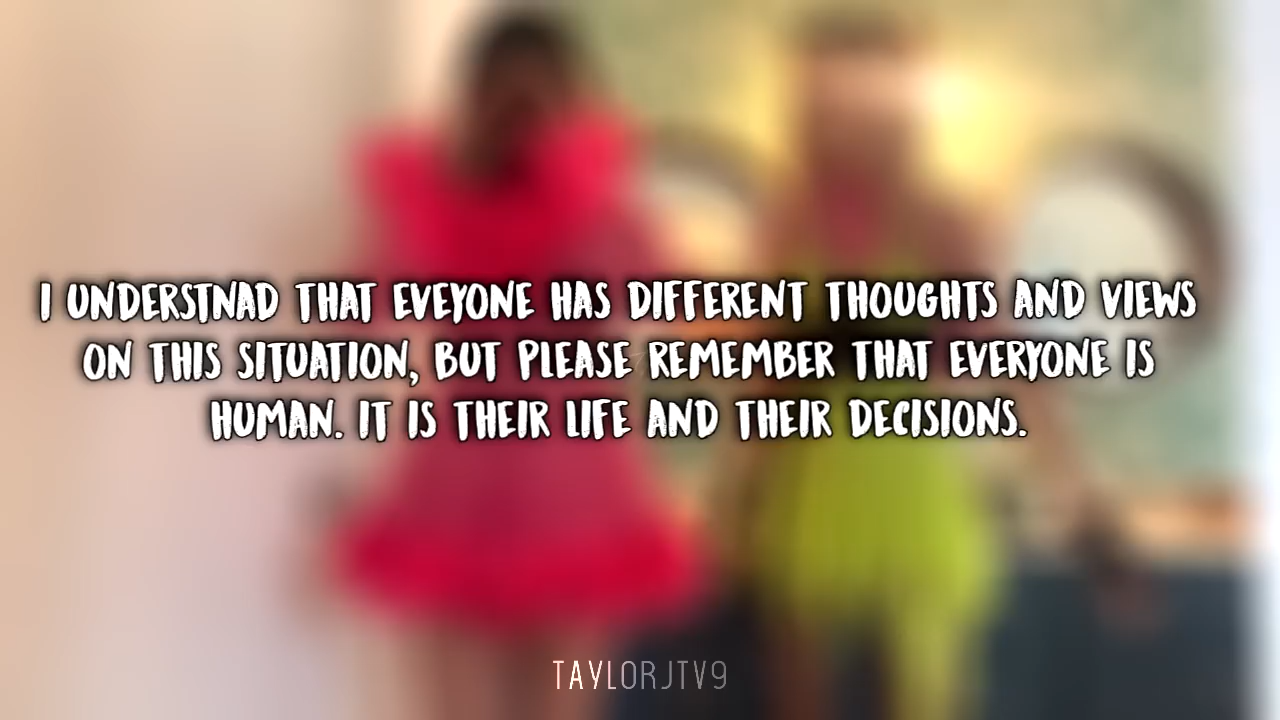 I UNDERSTNAD THAT EVEYONE HAS DIFFERENT THOUGHTS AND VIEWS
ON THIS SITUATION, BUT PLEASE REMEMBER THAT EVERYONE IS
HUMAN. IT IS THEIR LIFE AND THEIR DECISIONS.
TAYLORJTV9